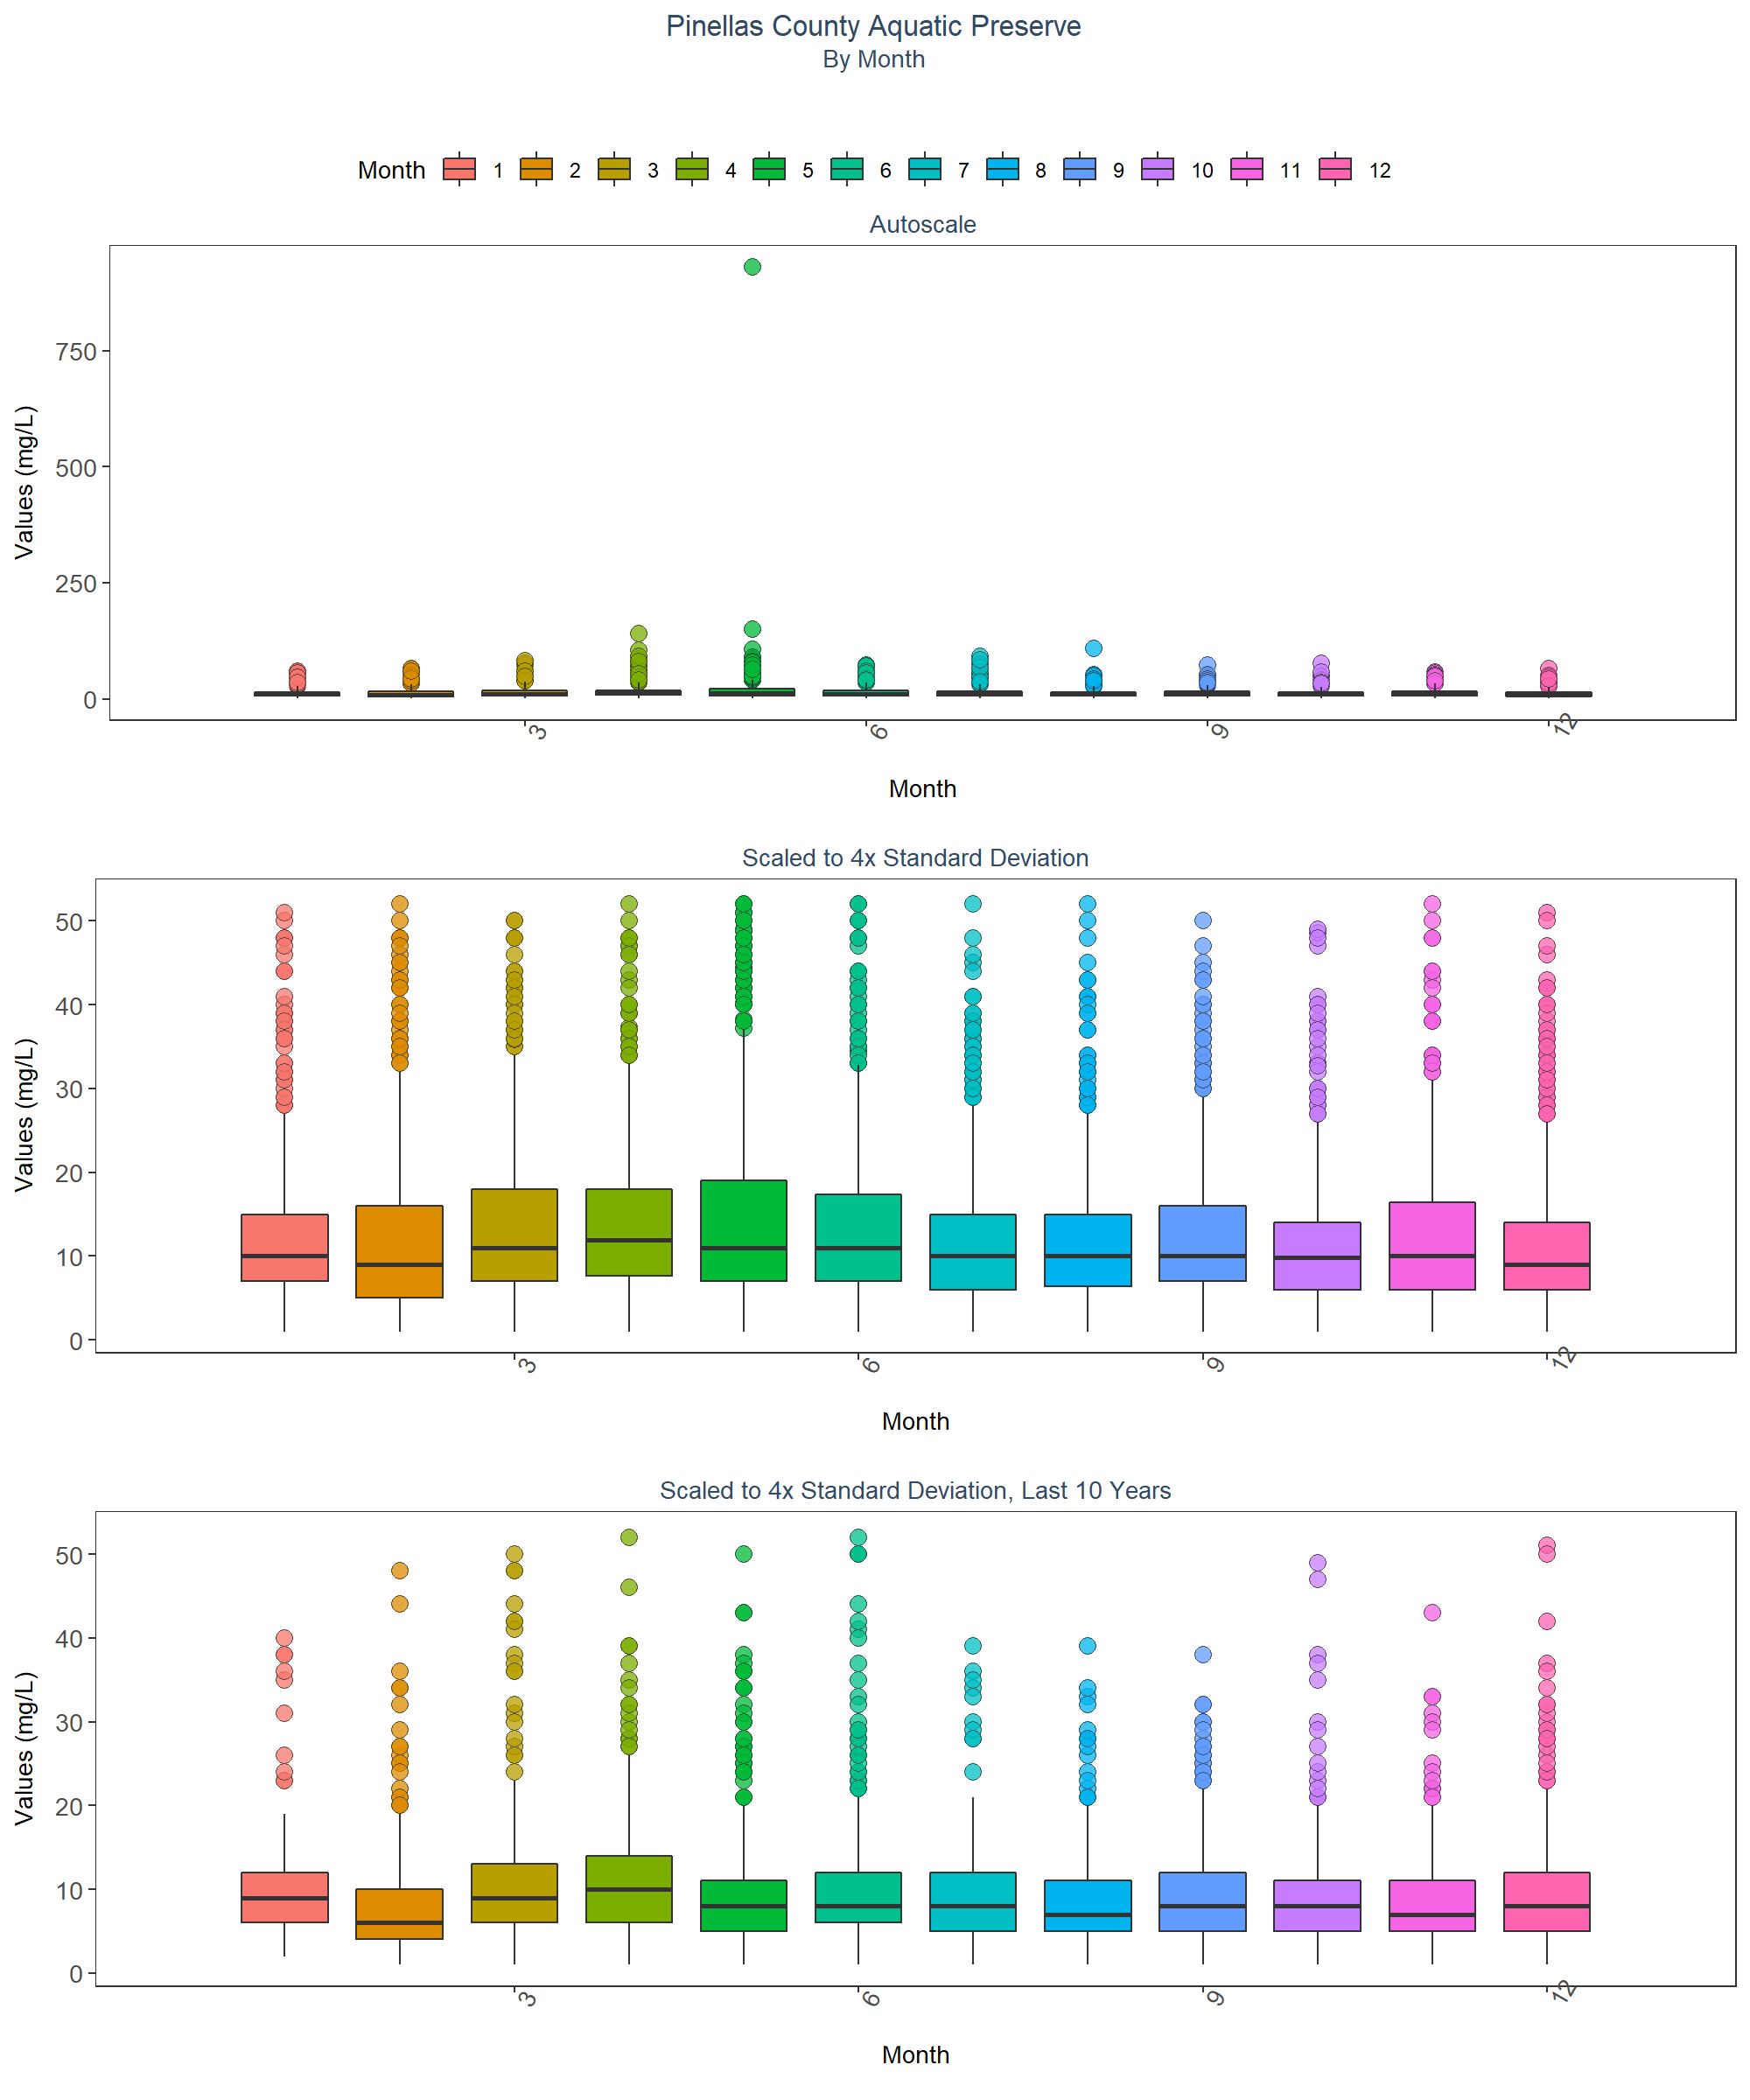 Pinellas County Aquatic Preserve
By Month
Month 1 2 3 4 5 6 7 8 9 10 11 12
Autoscale
Values (mg/L)
750
500
250
0
3 6 9 12
Month
Scaled to 4x Standard Deviation
Values (mg/L)
50
40
30
20
10
0
3 6 9 12
Month
Scaled to 4x Standard Deviation, Last 10 Years
Values (mg/L)
50
40
30
20
10
0
3 6 9 12
Month